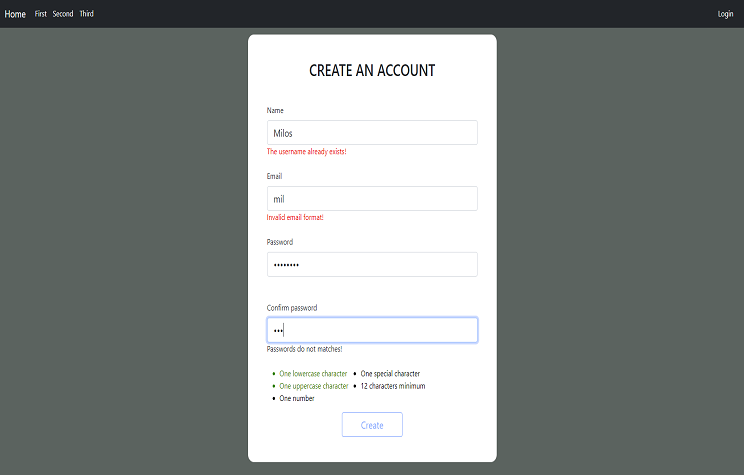 Home First Second Third Login
CREATE AN ACCOUNT
Name
Milos
The username already exists!
Email
mil
Invalid email format!
Password
••••••••
Confirm password
•••
Passwords do not matches!
• One lowercase character • One special character
• One uppercase character • 12 characters minimum
• One number
Create